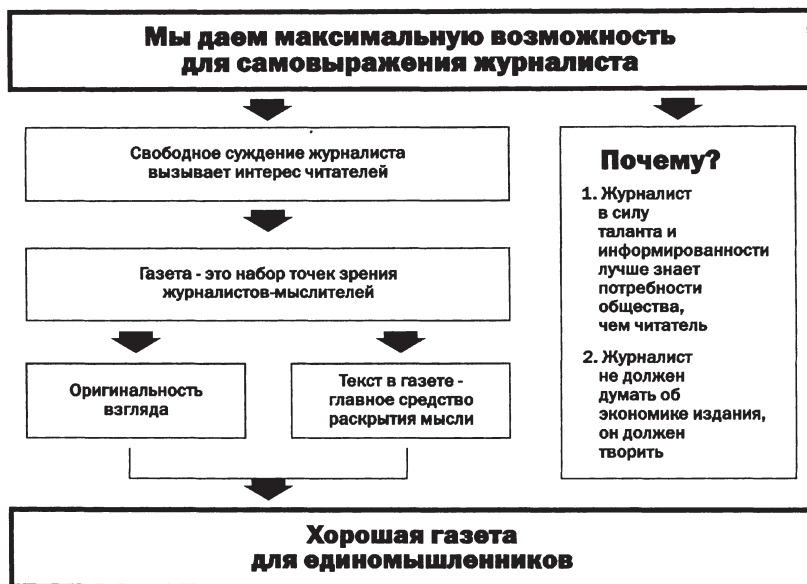 Мы даем максимальную возможность
для самовыражения журналиста
Свободное суждение журналиста
вызывает интерес читателей
Газета - это набор точек зрения
журналистов-мыслителей
Оригинальность
взгляда
Текст в газете -
главное средство
раскрытия мысли
Почему?
1. Журналист
в силу
таланта и
информированности
лучше знает
потребности
общества,
чем читатель
2. Журналист
не должен
думать об
экономике издания,
он должен
творить
Хорошая газета
для единомышленников